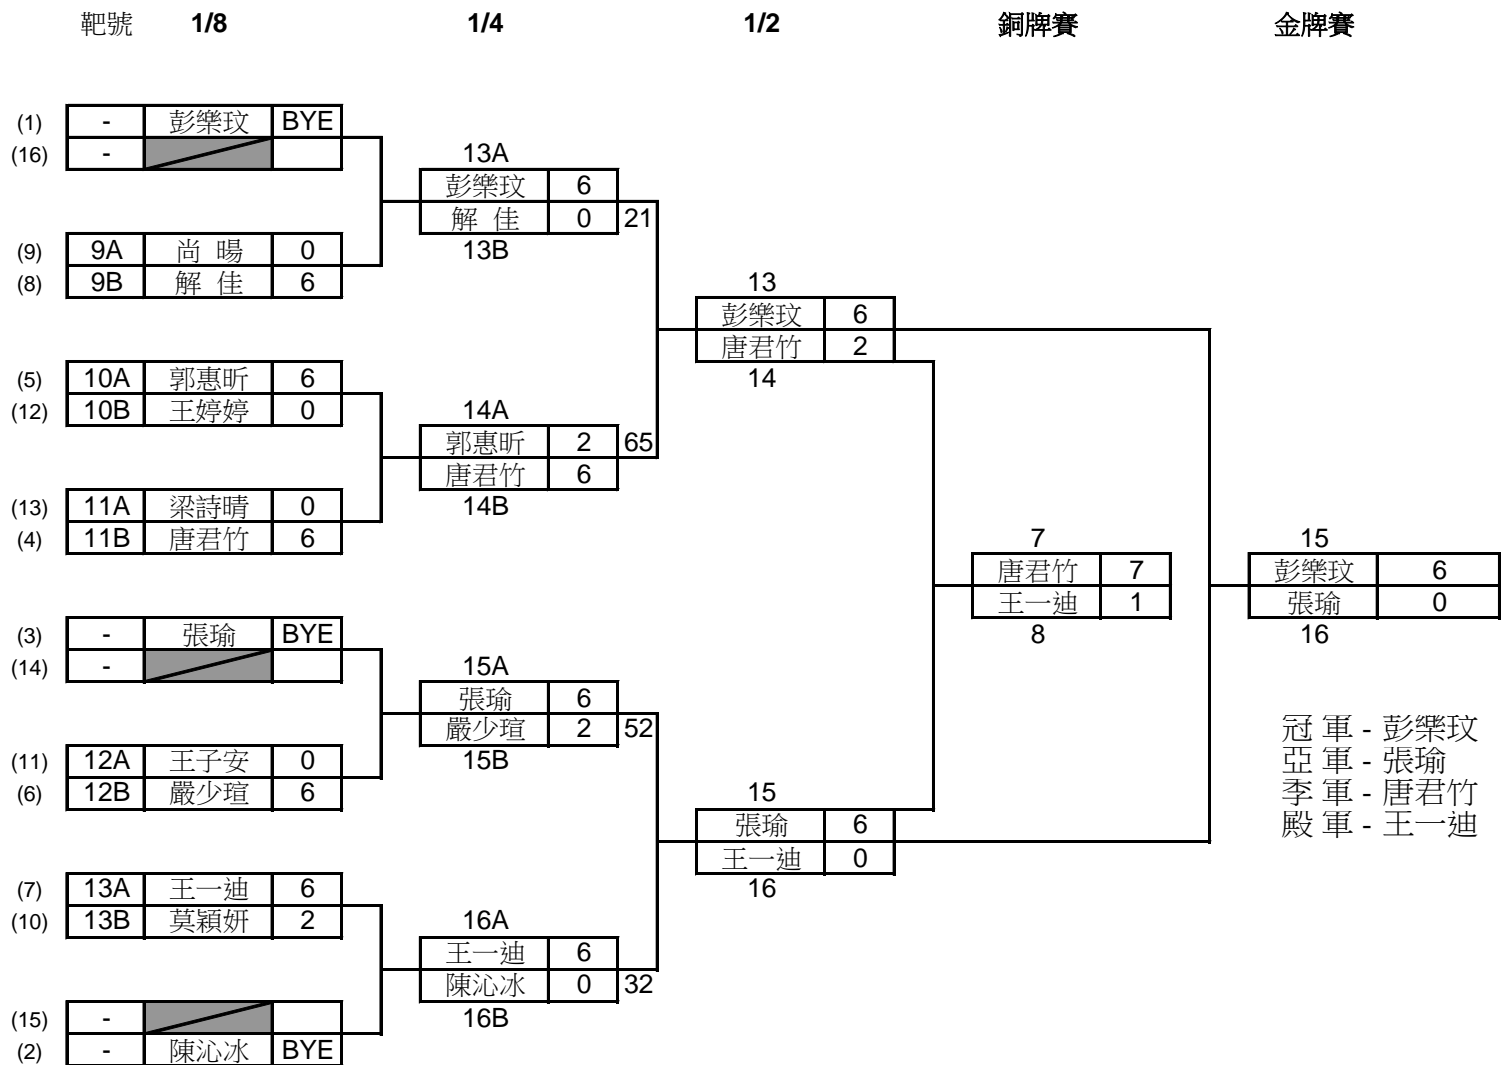 靶號 1/8 1/4 1/2 銅牌賽 金牌賽
(1) - 彭樂玟 BYE
(16) -
13A
彭樂玟 6
解 佳 0 21
13B
(9) 9A 尚 暘 0
(8) 9B 解 佳 6
13
彭樂玟 6
唐君竹 2
14
(5) 10A 郭惠昕 6
(12) 10B 王婷婷 0
14A
郭惠昕 2 65
唐君竹 6
14B
(13) 11A 梁詩晴 0
(4) 11B 唐君竹 6
7
唐君竹 7
王一迪 1
8
15
彭樂玟 6
張瑜 0
16
(3) - 張瑜 BYE
(14) -
15A
張瑜 6
嚴少瑄 2 52
15B
(11) 12A 王子安 0
(6) 12B 嚴少瑄 6
15
張瑜 6
王一迪 0
16
冠 軍 - 彭樂玟
亞 軍 - 張瑜
季 軍 - 唐君竹
殿 軍 - 王一迪
(7) 13A 王一迪 6
(10) 13B 莫穎妍 2
16A
王一迪 6
陳沁冰 0 32
16B
(15) -
(2) - 陳沁冰 BYE